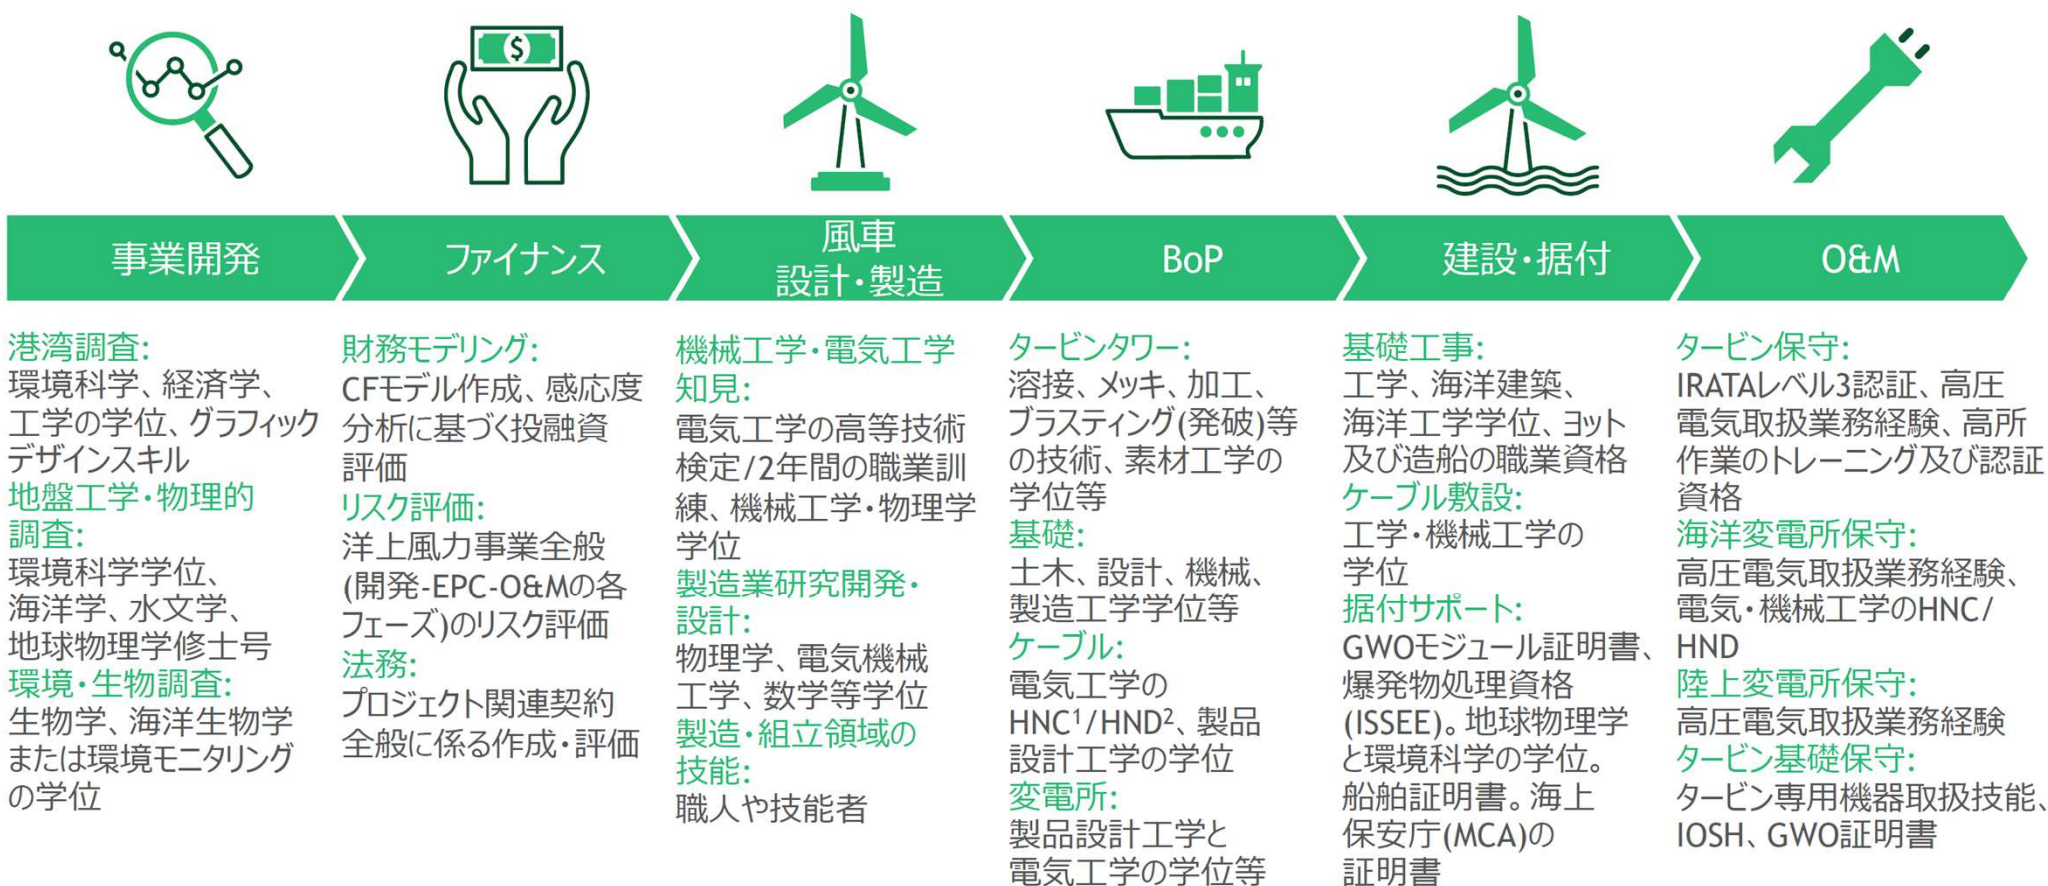 $
事業開発
ファイナンス
風車
設計・製造
BoP
建設・据付
O&M
港湾調査:
環境科学、経済学、
工学の学位、グラフィック
デザインスキル
地盤工学・物理的
調査:
環境科学学位、
海洋学、水文学、
地球物理学修士号
環境・生物調査:
生物学、海洋生物学
または環境モニタリング
の学位
財務モデリング:
CFモデル作成、感応度
分析に基づく投融資
評価
リスク評価:
洋上風力事業全般
(開発-EPC-O&Mの各
フェーズ)のリスク評価
法務:
プロジェクト関連契約
全般に係る作成・評価
機械工学・電気工学
知見:
電気工学の高等技術
検定/2年間の職業訓
練、機械工学・物理学
学位
製造業研究開発・
設計:
物理学、電気機械
工学、数学等学位
製造・組立領域の
技能:
職人や技能者
タービンタワー:
溶接、メッキ、加工、
ブラスティング(発破)等
の技術、素材工学の
学位等
基礎:
土木、設計、機械、
製造工学学位等
ケーブル:
電気工学の
HNC¹/HND²、製品
設計工学の学位
変電所:
製品設計工学と
電気工学の学位等
基礎工事:
工学、海洋建築、
海洋工学学位、ヨット
及び造船の職業資格
ケーブル敷設:
工学・機械工学の
学位
据付サポート:
GWOモジュール証明書、
爆発物処理資格
(ISSEE)。地球物理学
と環境科学の学位。
船舶証明書。海上
保安庁(MCA)の
証明書
タービン保守:
IRATAレベル3認証、高圧
電気取扱業務経験、高所
作業のトレーニング及び認証
資格
海洋変電所保守:
高圧電気取扱業務経験、
電気・機械工学のHNC/
HND
陸上変電所保守:
高圧電気取扱業務経験
タービン基礎保守:
タービン専用機器取扱技能、
IOSH、GWO証明書